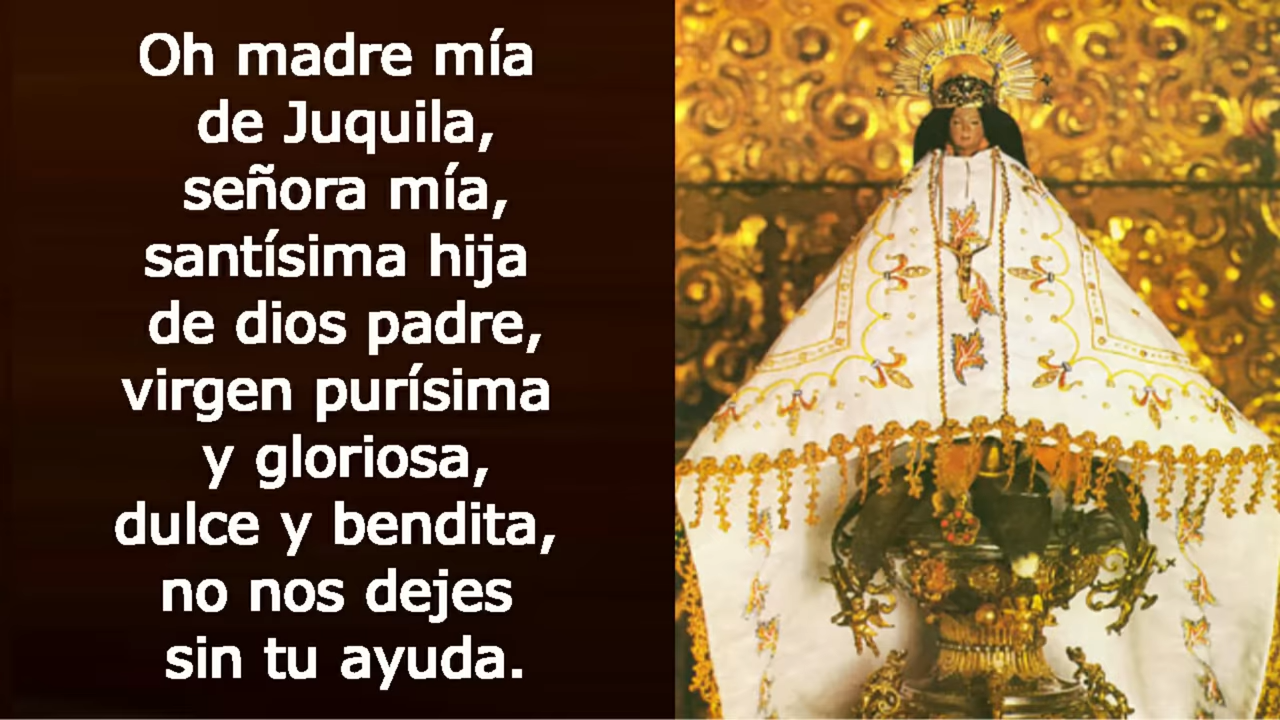 Oh madre mía
de Juquila,
señora mía,
santísima hija
de dios padre,
virgen purísima
y gloriosa,
dulce y bendita,
no nos dejes
sin tu ayuda.